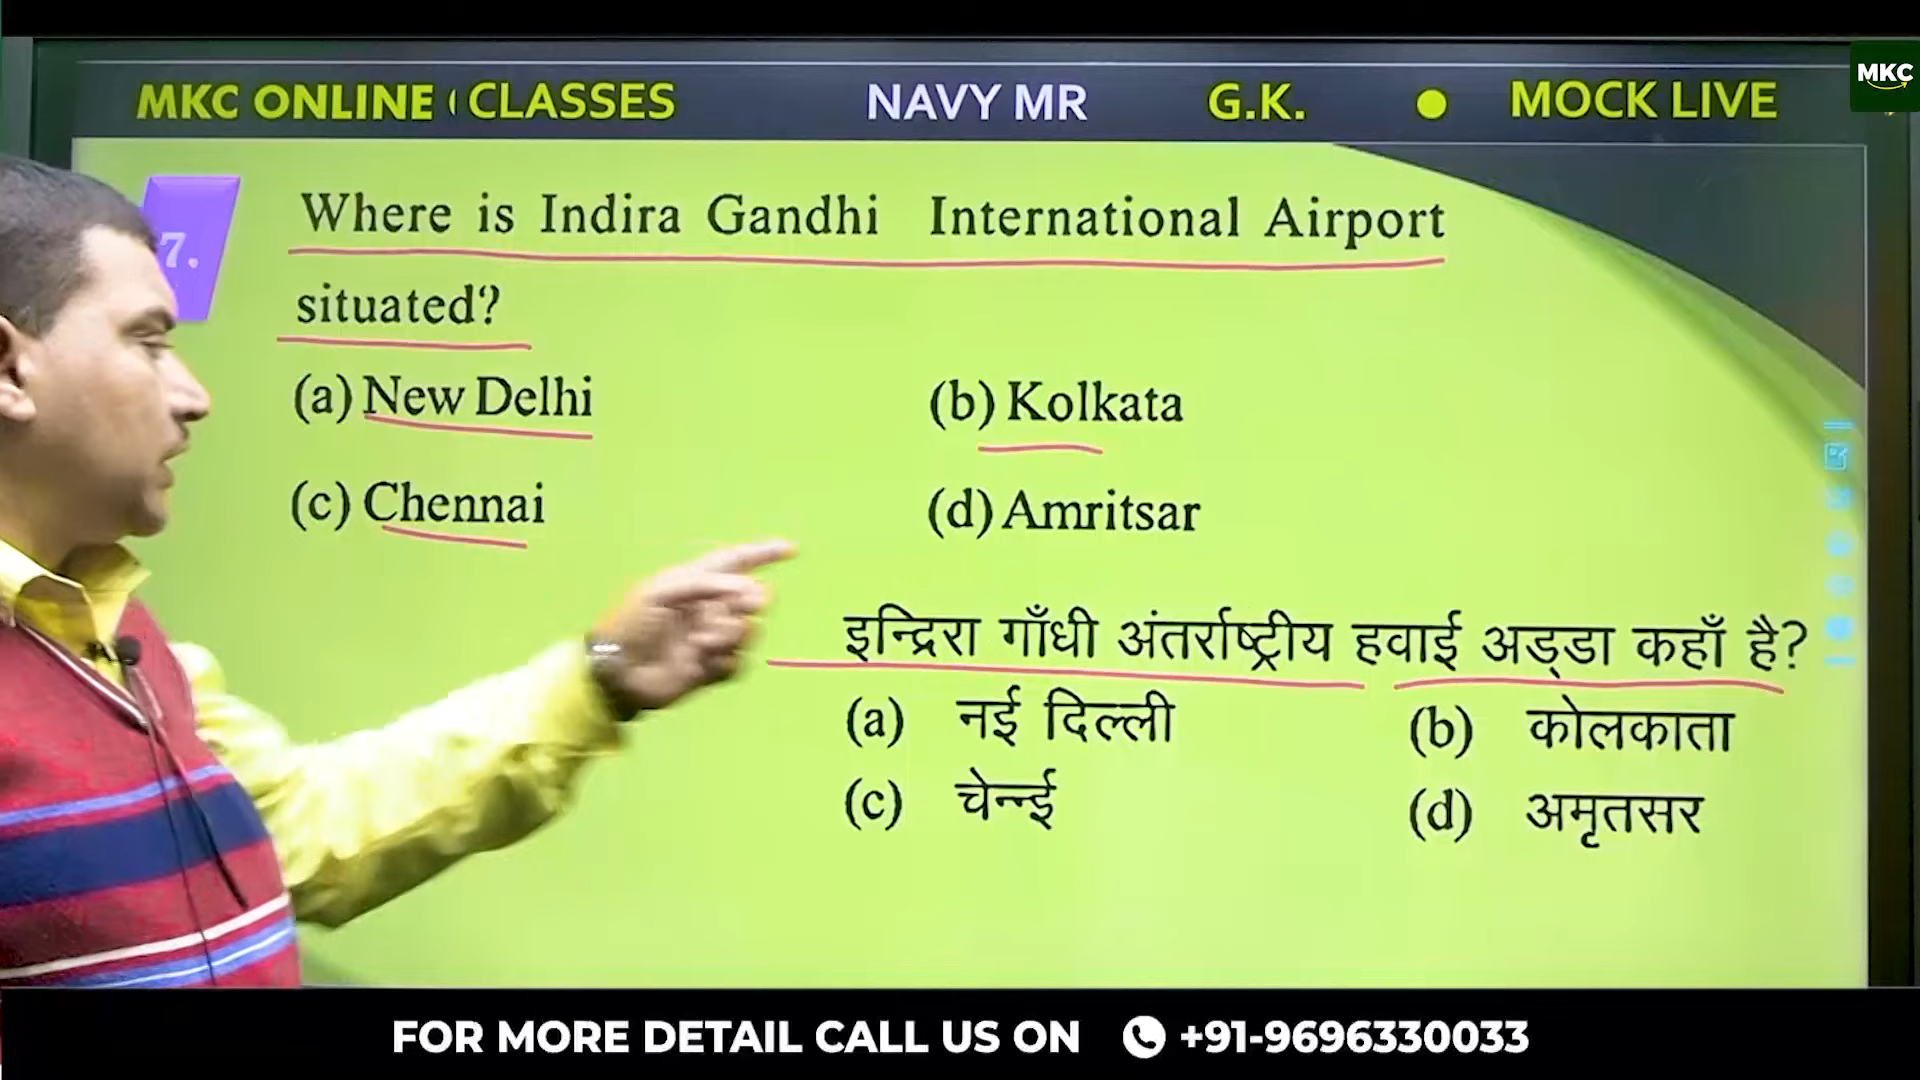 MKC ONLINE CLASSES NAVY MR G.K. MOCK LIVE
MKC
7.
Where is Indira Gandhi International Airport
situated?
(a) New Delhi (b) Kolkata
(c) Chennai (d) Amritsar
इन्दिरा गाँधी अंतर्राष्ट्रीय हवाई अड्डा कहाँ है?
(a) नई दिल्ली (b) कोलकाता
(c) चेन्न्ई (d) अमृतसर
FOR MORE DETAIL CALL US ON +91-9696330033